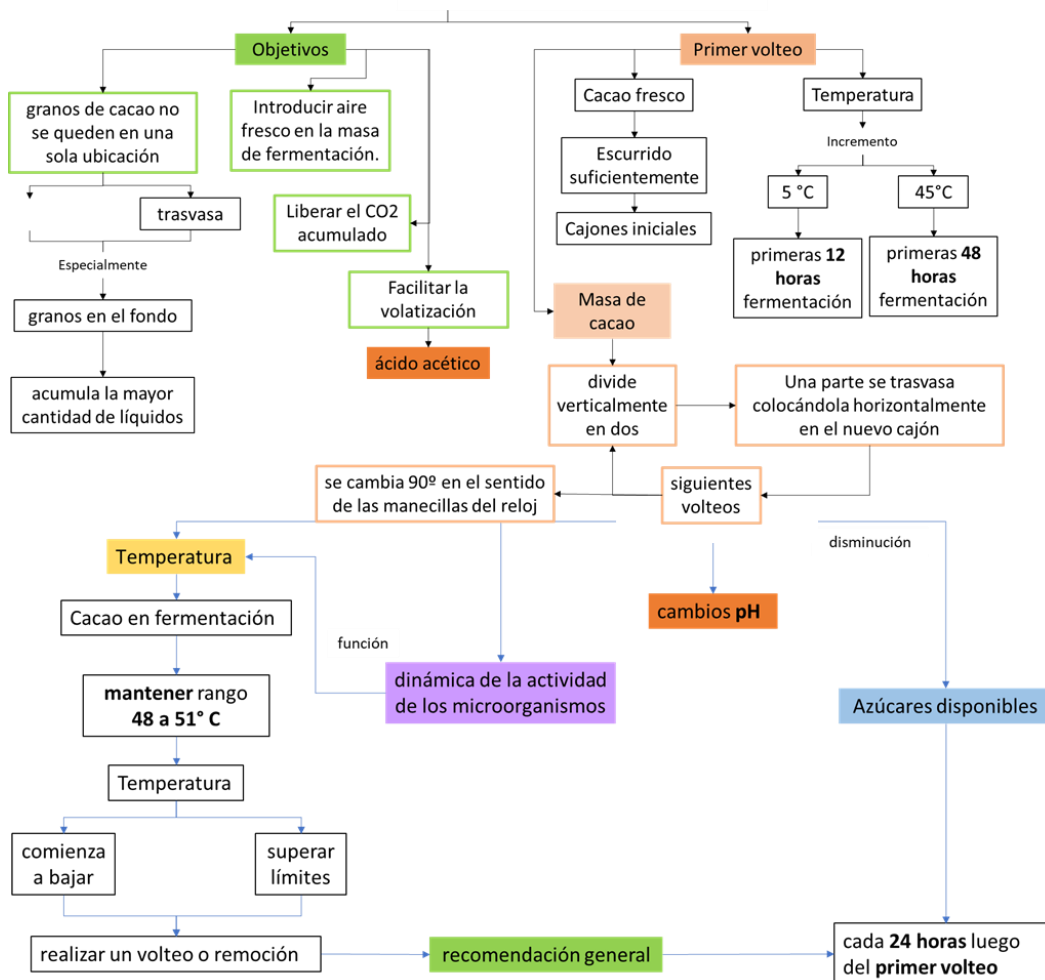 Objetivos
Primer volteo
granos de cacao no
se queden en una
sola ubicación
Introducir aire
fresco en la masa
de fermentación.
Cacao fresco
Temperatura
Incremento
Escurrido
suficientemente
5 °C
45°C
trasvasa
Liberar el CO2
acumulado
Cajones iniciales
primeras 12
horas
fermentación
primeras 48
horas
fermentación
Especialmente
granos en el fondo
Facilitar la
volatización
Masa de
cacao
ácido acético
acumula la mayor
cantidad de líquidos
divide
verticalmente
en dos
Una parte se trasvasa
colocándola horizontalmente
en el nuevo cajón
se cambia 90º en el sentido
de las manecillas del reloj
siguientes
volteos
Temperatura
disminución
Cacao en fermentación
cambios pH
función
mantener rango
48 a 51° C
dinámica de la actividad
de los microorganismos
Azúcares disponibles
Temperatura
comienza
a bajar
superar
límites
realizar un volteo o remoción
recomendación general
cada 24 horas luego
del primer volteo